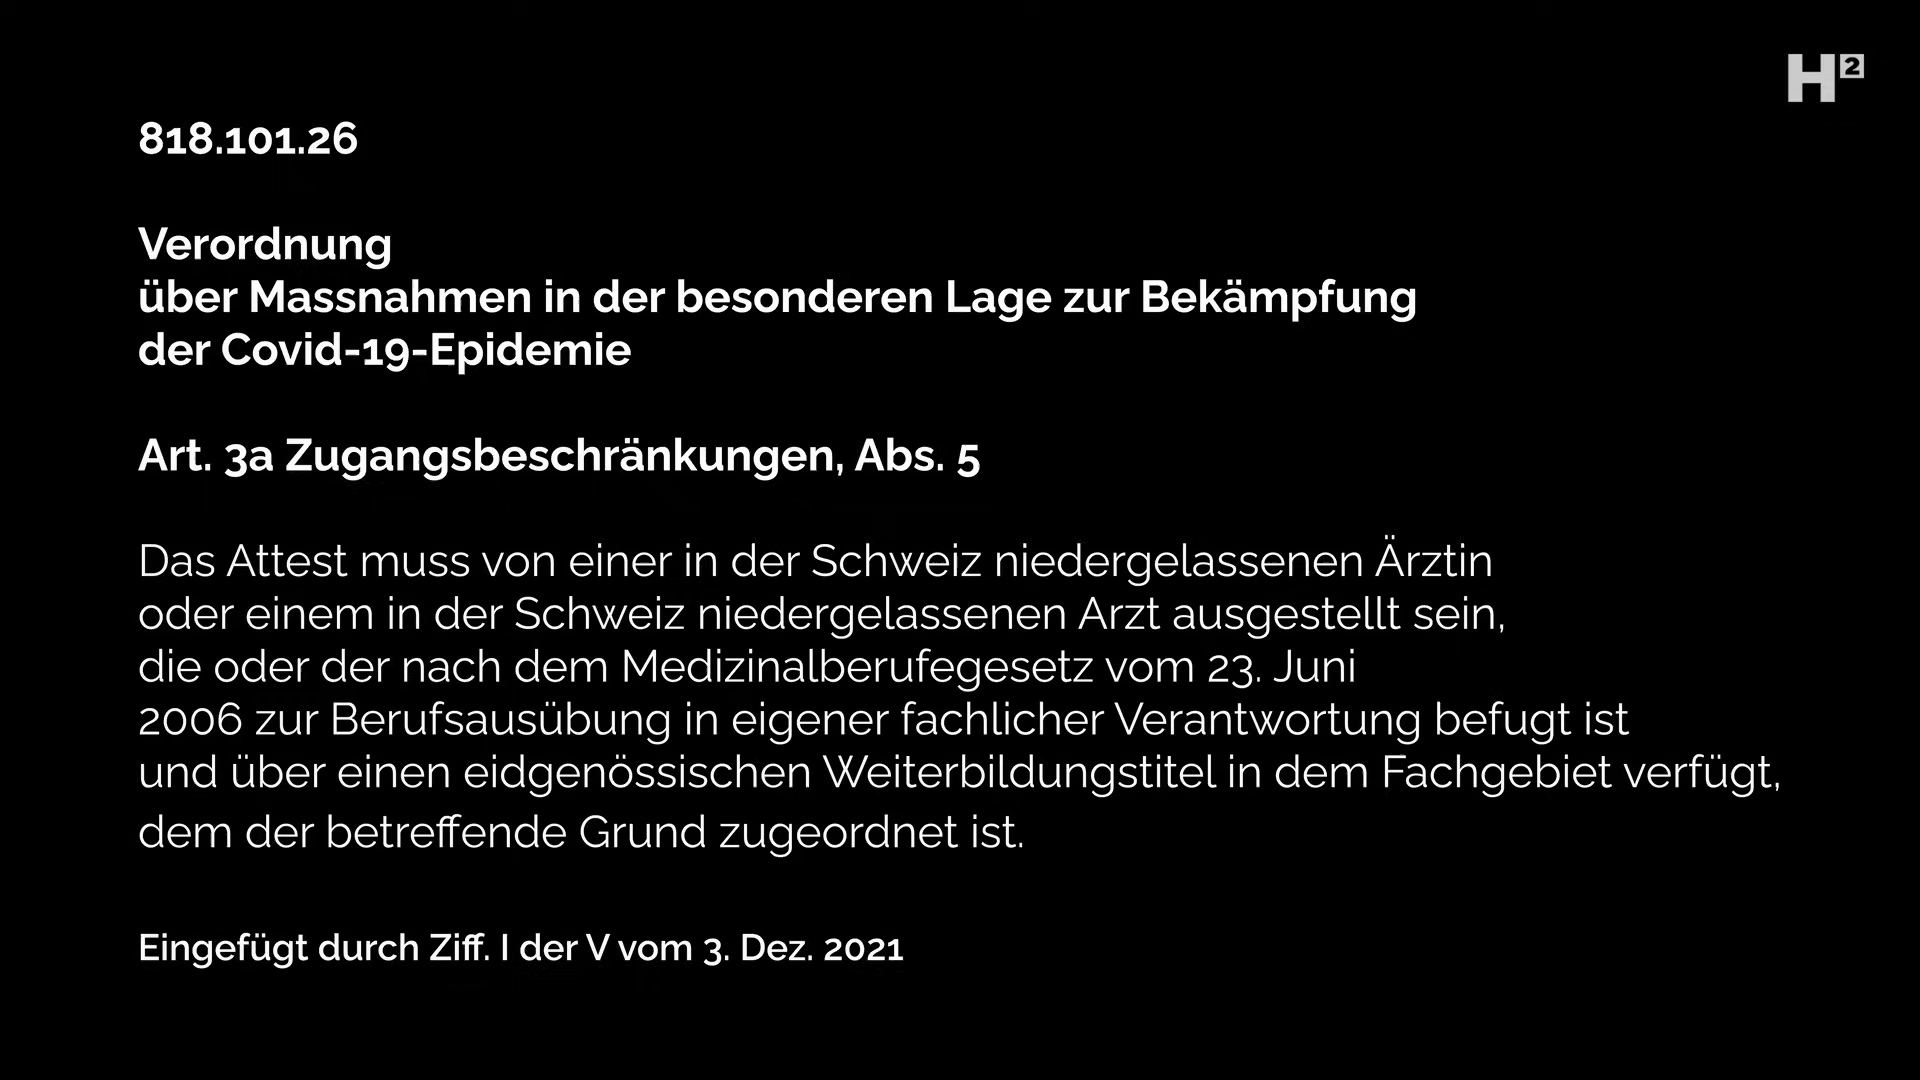 H²
818.101.26
Verordnung
über Massnahmen in der besonderen Lage zur Bekämpfung
der Covid-19-Epidemie
Art. 3a Zugangsbeschränkungen, Abs. 5
Das Attest muss von einer in der Schweiz niedergelassenen Ärztin
oder einem in der Schweiz niedergelassenen Arzt ausgestellt sein,
die oder der nach dem Medizinalberufegesetz vom 23. Juni
2006 zur Berufsausübung in eigener fachlicher Verantwortung befugt ist
und über einen eidgenössischen Weiterbildungstitel in dem Fachgebiet verfügt,
dem der betreffende Grund zugeordnet ist.
Eingefügt durch Ziff. I der V vom 3. Dez. 2021